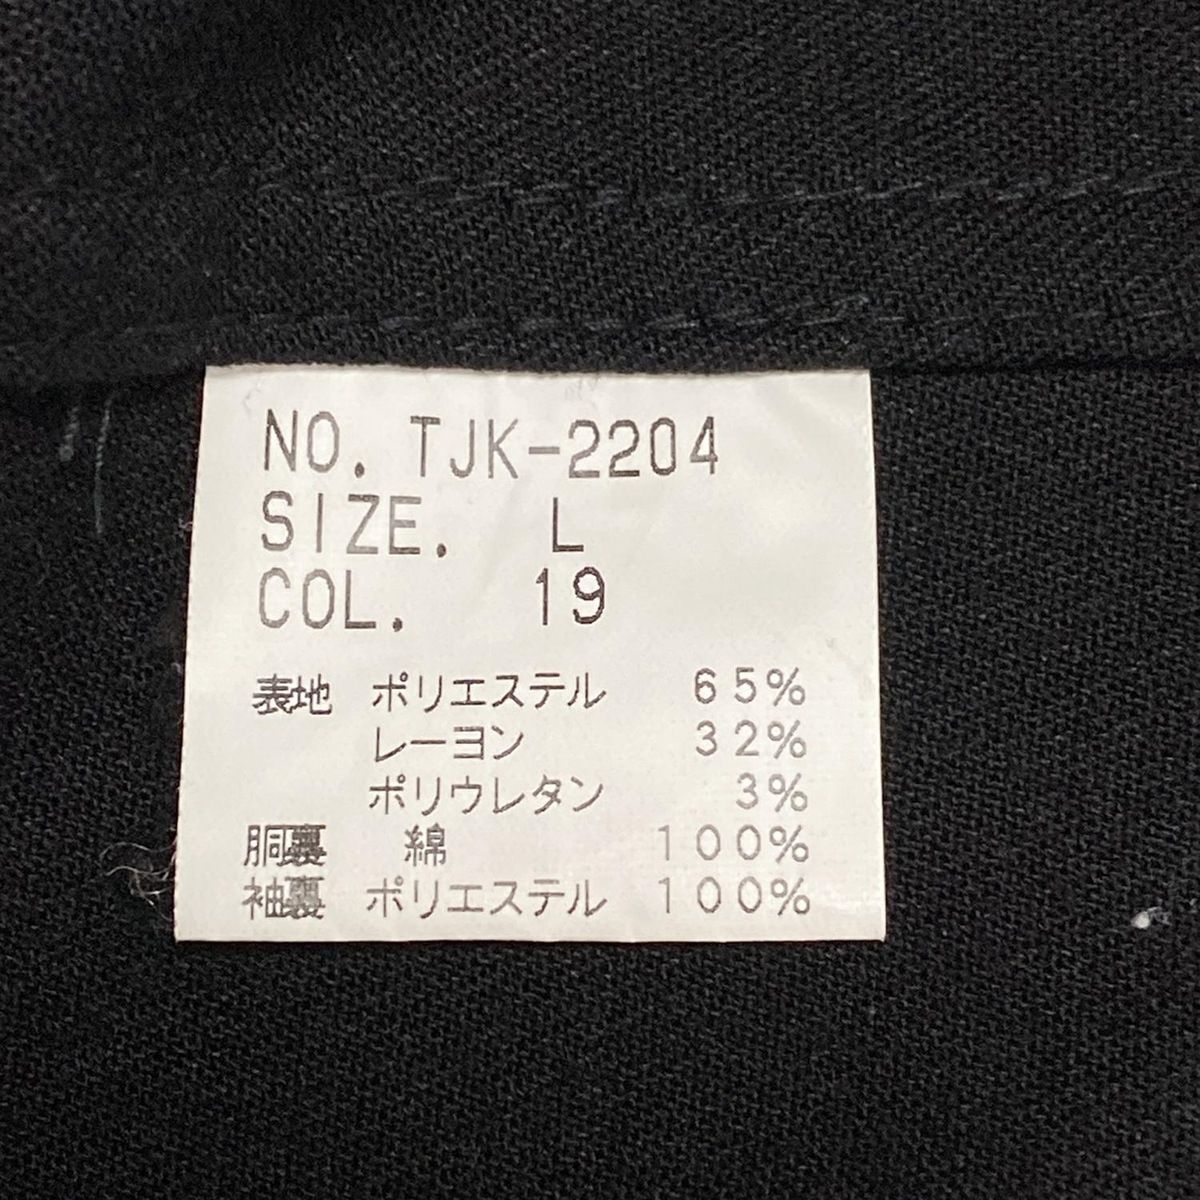 NO. TJK-2204
SIZE. L
COL. 19
表地 ポリエステル 65%
レーヨン 32%
ポリウレタン 3%
胴裏 綿 100%
袖裏 ポリエステル 100%